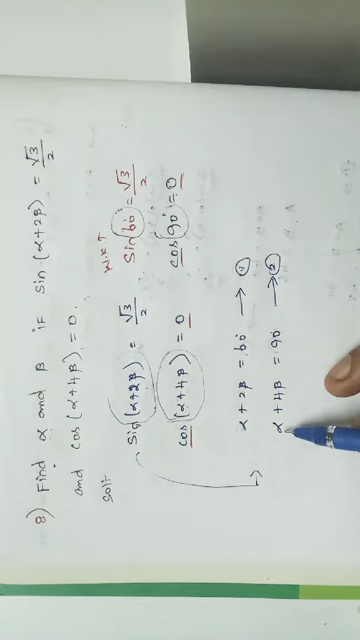 8) Find α and β if sin (α+2β) = √3/2
and cos (α+4β) = 0.
Soln: W.K.T
Sin (α+2β) = √3/2 Sin 60° = √3/2
cos (α+4β) = 0 cos (90°) = 0
α + 2β = 60° → ①
α + 4β = 90° → ②